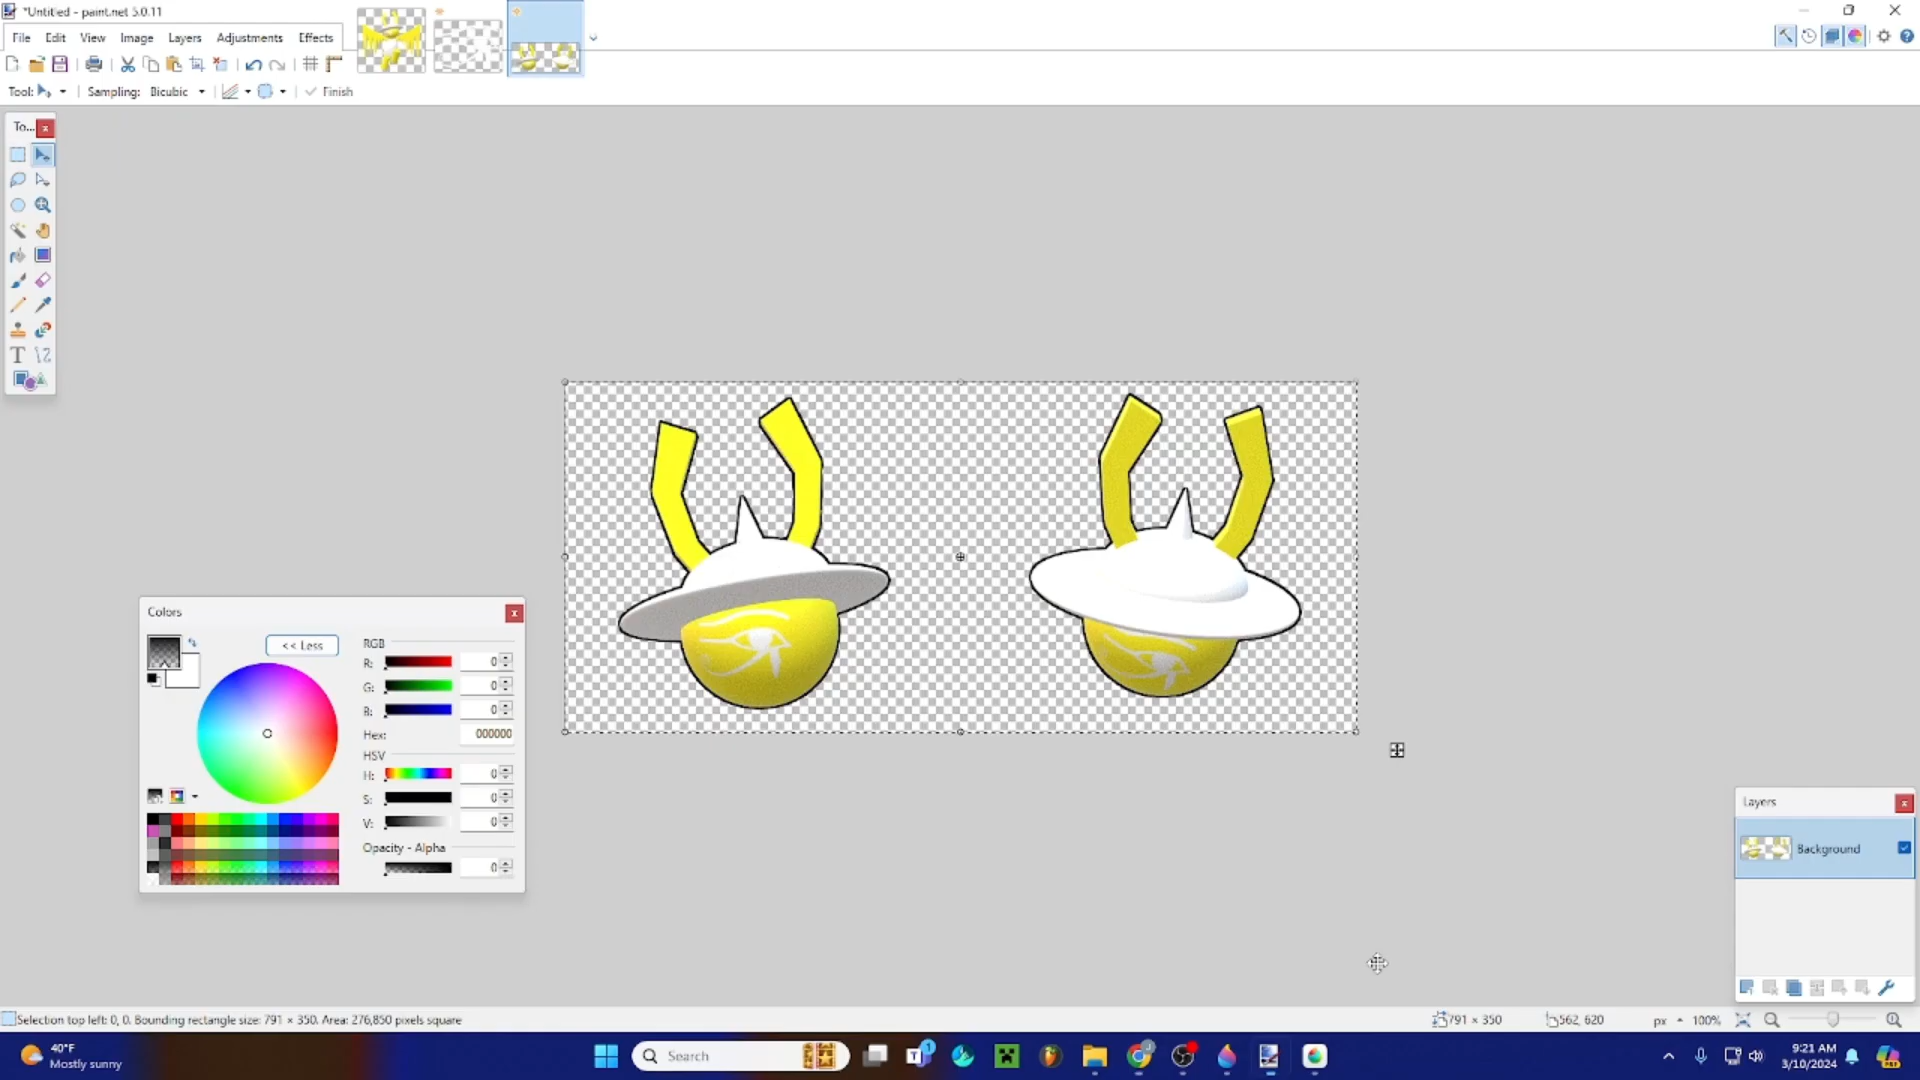 *Untitled - paint.net 5.0.11
File Edit View Image Layers Adjustments Effects
Tool: Sampling: Bicubic Finish
To...
Colors
<< Less
RGB
R: 0
G: 0
B: 0
Hex: 000000
HSV
H: 0
S: 0
V: 0
Opacity - Alpha
0
Layers
Background
Selection top left: 0, 0. Bounding rectangle size: 791 × 350. Area: 276,850 pixels square
791 × 350
562, 620
px
100%
40°F
Mostly sunny
Search
1
9:21 AM
3/10/2024